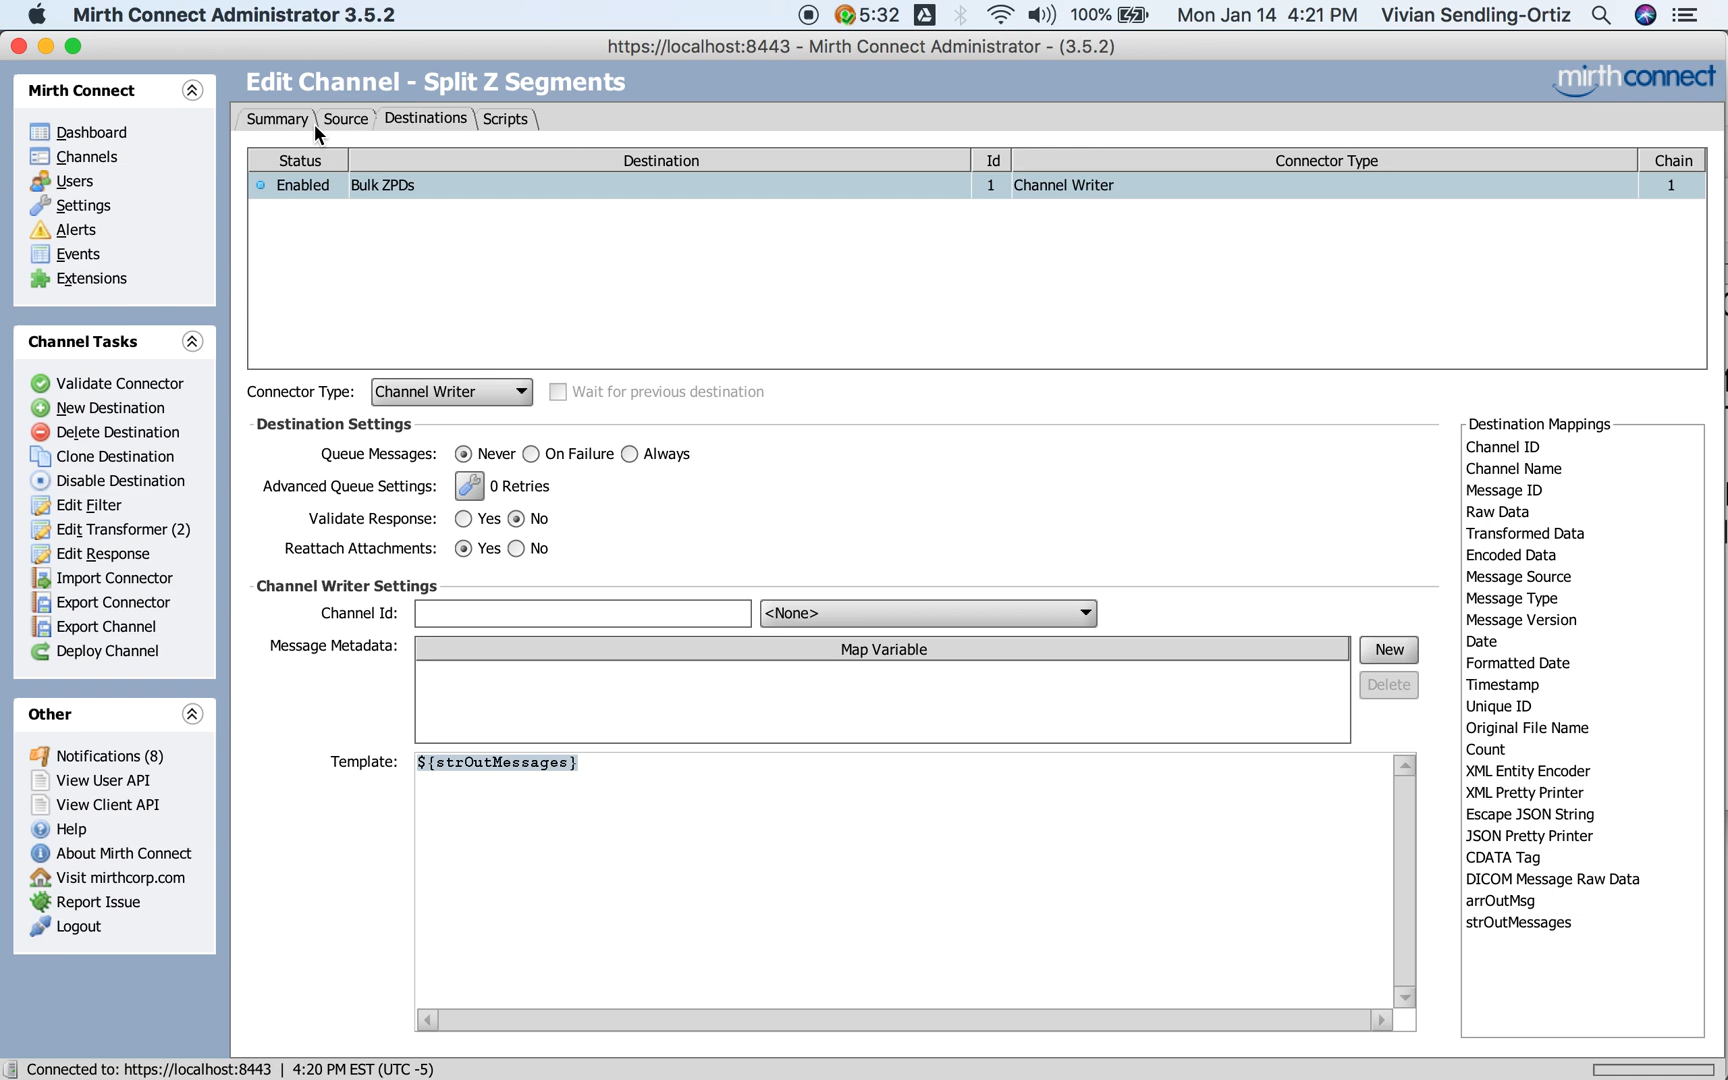 Mirth Connect Administrator 3.5.2
5:32
100%
Mon Jan 14 4:21 PM
Vivian Sendling-Ortiz
https://localhost:8443 - Mirth Connect Administrator - (3.5.2)
Mirth Connect
Dashboard
Channels
Users
Settings
Alerts
Events
Extensions
Channel Tasks
Validate Connector
New Destination
Delete Destination
Clone Destination
Disable Destination
Edit Filter
Edit Transformer (2)
Edit Response
Import Connector
Export Connector
Export Channel
Deploy Channel
Other
Notifications (8)
View User API
View Client API
Help
About Mirth Connect
Visit mirthcorp.com
Report Issue
Logout
Edit Channel - Split Z Segments
mirthconnect
Summary Source Destinations Scripts
Status Destination Id Connector Type Chain
Enabled Bulk ZPDs 1 Channel Writer 1
Connector Type: Channel Writer Wait for previous destination
Destination Settings
Queue Messages: Never On Failure Always
Advanced Queue Settings: 0 Retries
Validate Response: Yes No
Reattach Attachments: Yes No
Channel Writer Settings
Channel Id: <None>
Message Metadata: Map Variable New
Delete
Template: ${strOutMessages}
Destination Mappings
Channel ID
Channel Name
Message ID
Raw Data
Transformed Data
Encoded Data
Message Source
Message Type
Message Version
Date
Formatted Date
Timestamp
Unique ID
Original File Name
Count
XML Entity Encoder
XML Pretty Printer
Escape JSON String
JSON Pretty Printer
CDATA Tag
DICOM Message Raw Data
arrOutMsg
strOutMessages
Connected to: https://localhost:8443 | 4:20 PM EST (UTC -5)